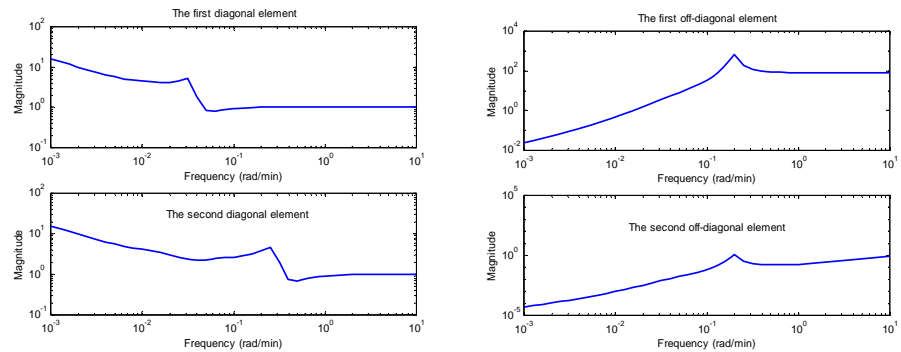 The first diagonal element
10^2
10^1
10^0
10^-1
Magnitude
10^-3
10^-2
10^-1
10^0
10^1
Frequency (rad/min)
The first off-diagonal element
10^4
10^2
10^0
10^-2
Magnitude
10^-3
10^-2
10^-1
10^0
10^1
Frequency (rad/min)
The second diagonal element
10^2
10^1
10^0
10^-1
Magnitude
10^-3
10^-2
10^-1
10^0
10^1
Frequency (rad/min)
The second off-diagonal element
10^5
10^0
10^-5
Magnitude
10^-3
10^-2
10^-1
10^0
10^1
Frequency (rad/min)